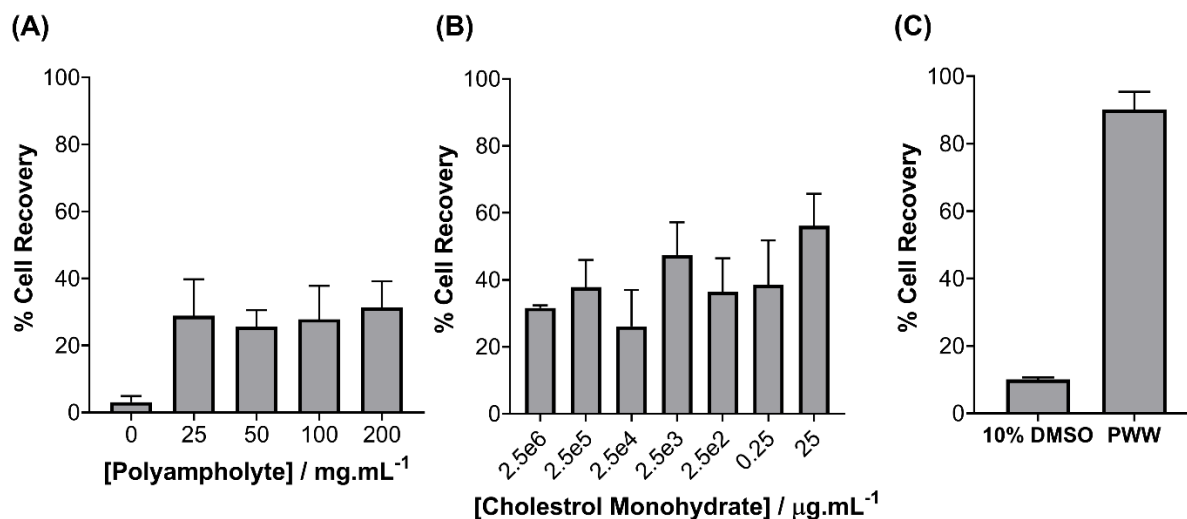 (A)
100
80
60
40
20
0
% Cell Recovery
0 25 50 100 200
[Polyampholyte] / mg.mL-1
(B)
100
80
60
40
20
0
% Cell Recovery
2.5e6 2.5e5 2.5e4 2.5e3 2.5e2 0.25 25
[Cholestrol Monohydrate] / μg.mL-1
(C)
100
80
60
40
20
0
% Cell Recovery
10% DMSO PWW